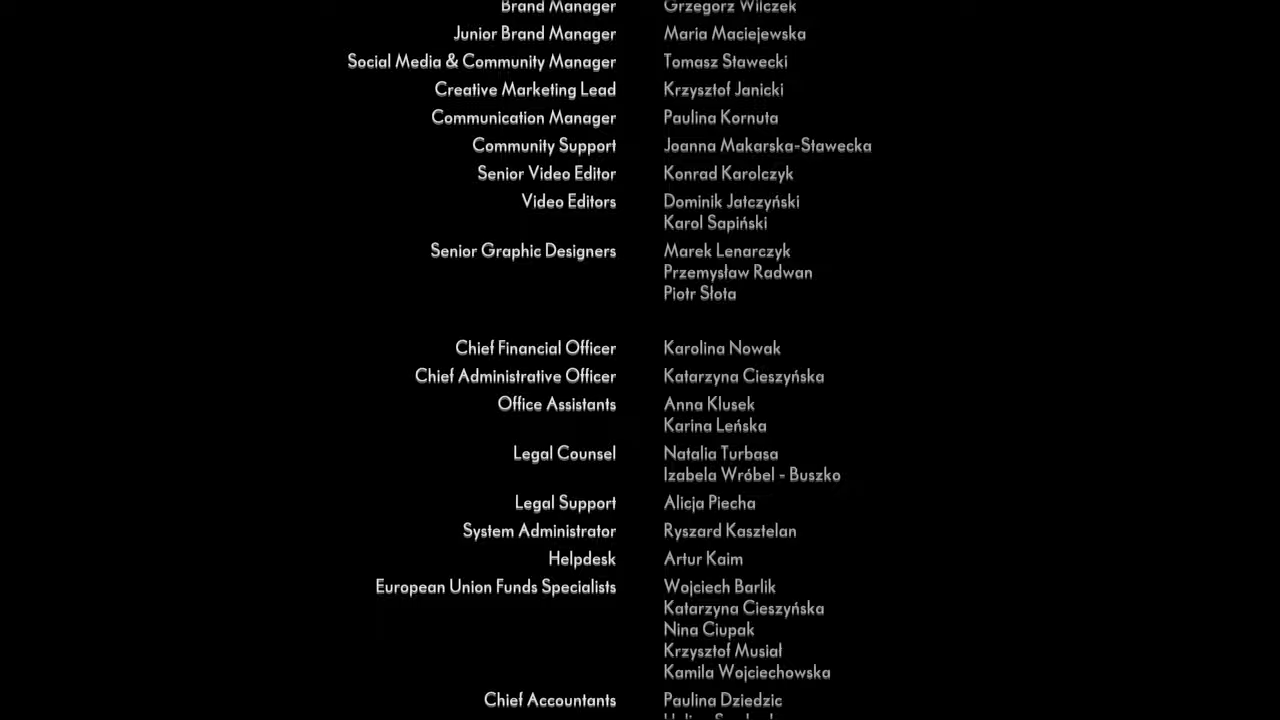 Brand Manager Grzegorz Wilczek
Junior Brand Manager Maria Maciejewska
Social Media & Community Manager Tomasz Sławecki
Creative Marketing Lead Krzysztof Janicki
Communication Manager Paulina Kornuta
Community Support Joanna Makarska-Sławecka
Senior Video Editor Konrad Karolczyk
Video Editors Dominik Jałczyński
Karol Sapiński
Senior Graphic Designers Marek Lenarczyk
Przemysław Radwan
Piotr Słota
Chief Financial Officer Karolina Nowak
Chief Administrative Officer Katarzyna Cieszyńska
Office Assistants Anna Klusek
Karina Leńska
Legal Counsel Natalia Turbasa
Izabela Wróbel - Buszko
Legal Support Alicja Piecha
System Administrator Ryszard Kasztelan
Helpdesk Artur Kaim
European Union Funds Specialists Wojciech Barlik
Katarzyna Cieszyńska
Nina Ciupak
Krzysztof Musiał
Kamila Wojciechowska
Chief Accountants Paulina Dziedzic